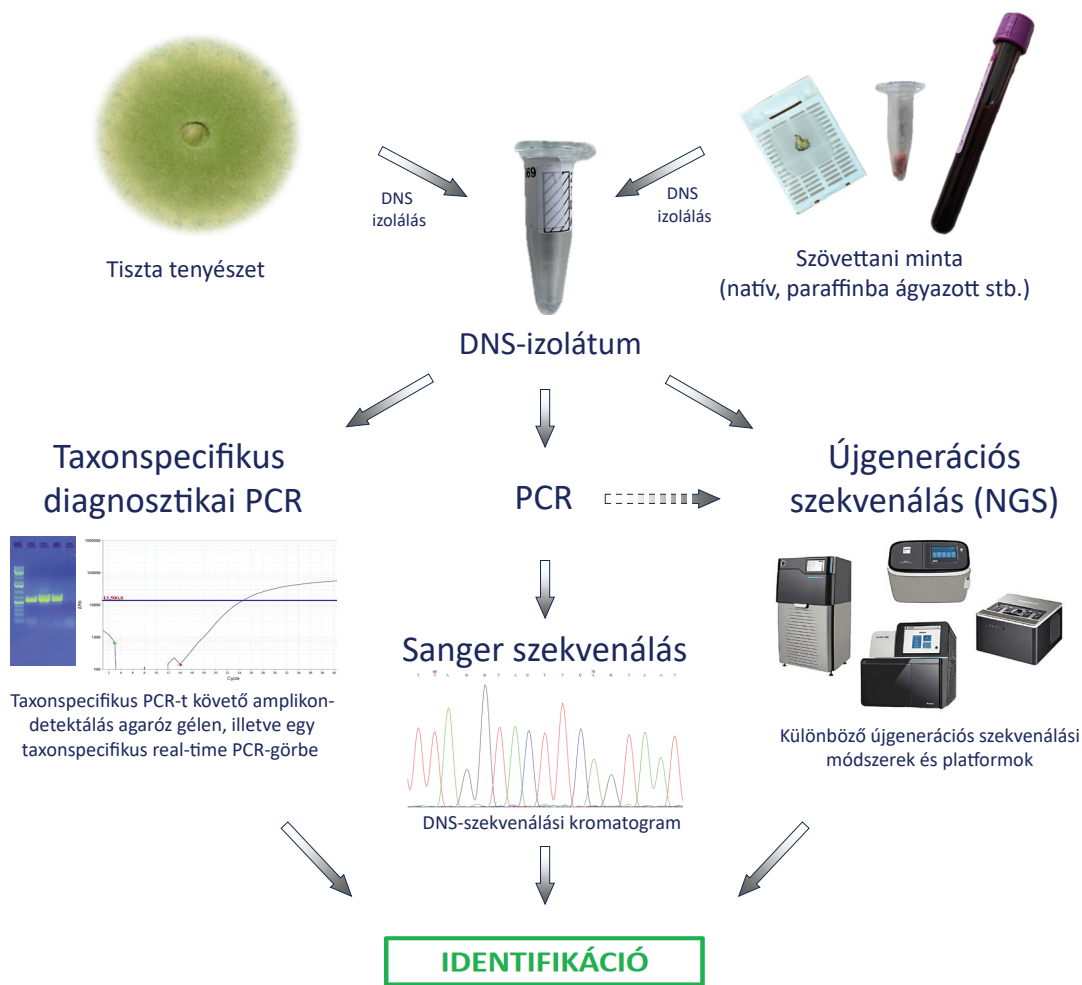 Tiszta tenyészet
DNS
izolálás
69
DNS
izolálás
Szövettani minta
(natív, paraffinba ágyazott stb.)
DNS-izolátum
Taxonspecifikus
diagnosztikai PCR
PCR
Újgenerációs
szekvenálás (NGS)
Cycle
Taxonspecifikus PCR-t követő amplikon-
detektálás agaróz gélen, illetve egy
taxonspecifikus real-time PCR-görbe
Sanger szekvenálás
DNS-szekvenálási kromatogram
Különböző újgenerációs szekvenálási
módszerek és platformok
IDENTIFIKÁCIÓ